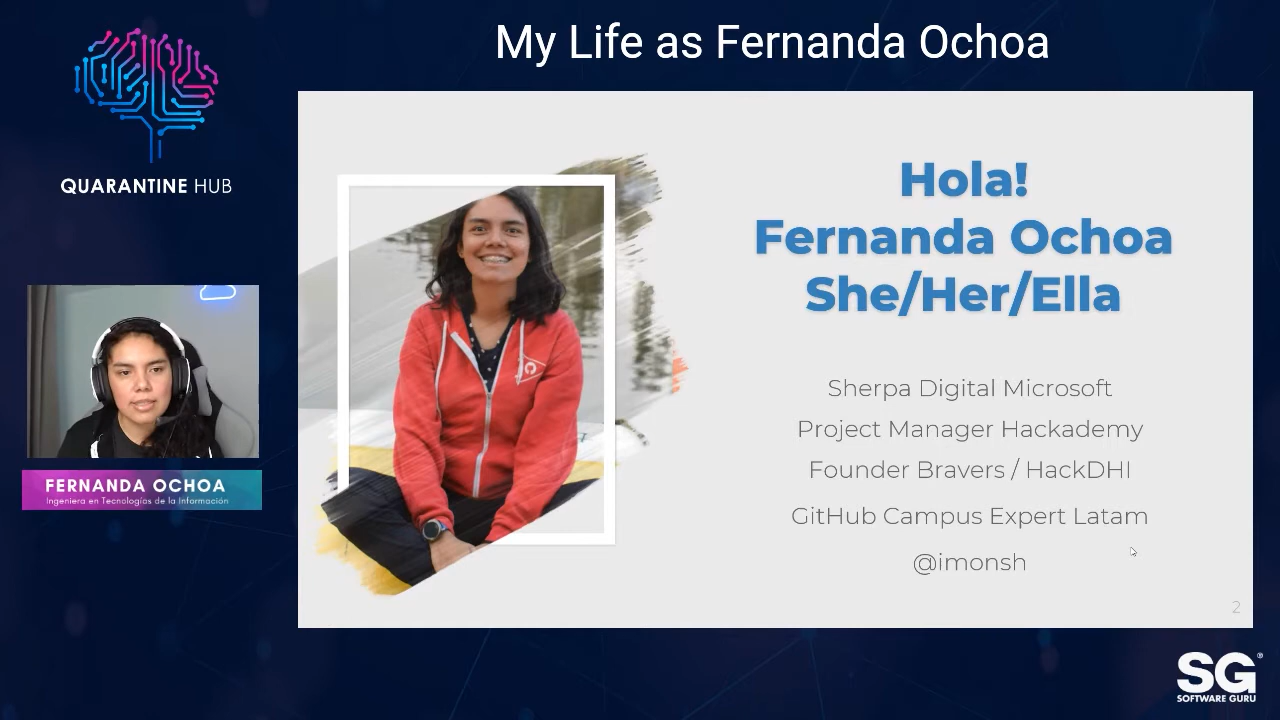 My Life as Fernanda Ochoa
QUARANTINE HUB
Hola!
Fernanda Ochoa
She/Her/Ella
Sherpa Digital Microsoft
Project Manager Hackademy
Founder Bravers / HackDHI
GitHub Campus Expert Latam
@imonsh
2
FERNANDA OCHOA
Ingeniera en Tecnologías de la Información
SG®
SOFTWARE GURU